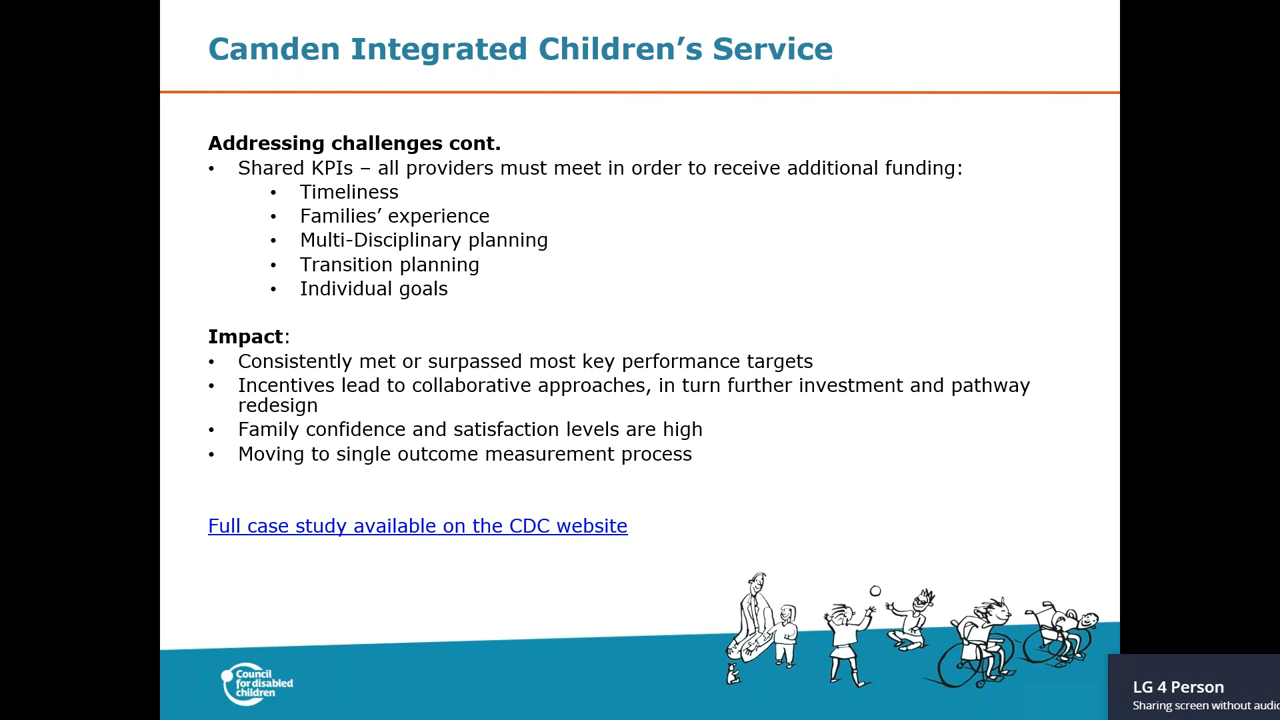 Camden Integrated Children’s Service
Addressing challenges cont.
• Shared KPIs – all providers must meet in order to receive additional funding:
• Timeliness
• Families’ experience
• Multi-Disciplinary planning
• Transition planning
• Individual goals
Impact:
• Consistently met or surpassed most key performance targets
• Incentives lead to collaborative approaches, in turn further investment and pathway
redesign
• Family confidence and satisfaction levels are high
• Moving to single outcome measurement process
Full case study available on the CDC website
Council
for disabled
children
LG 4 Person
Sharing screen without audio